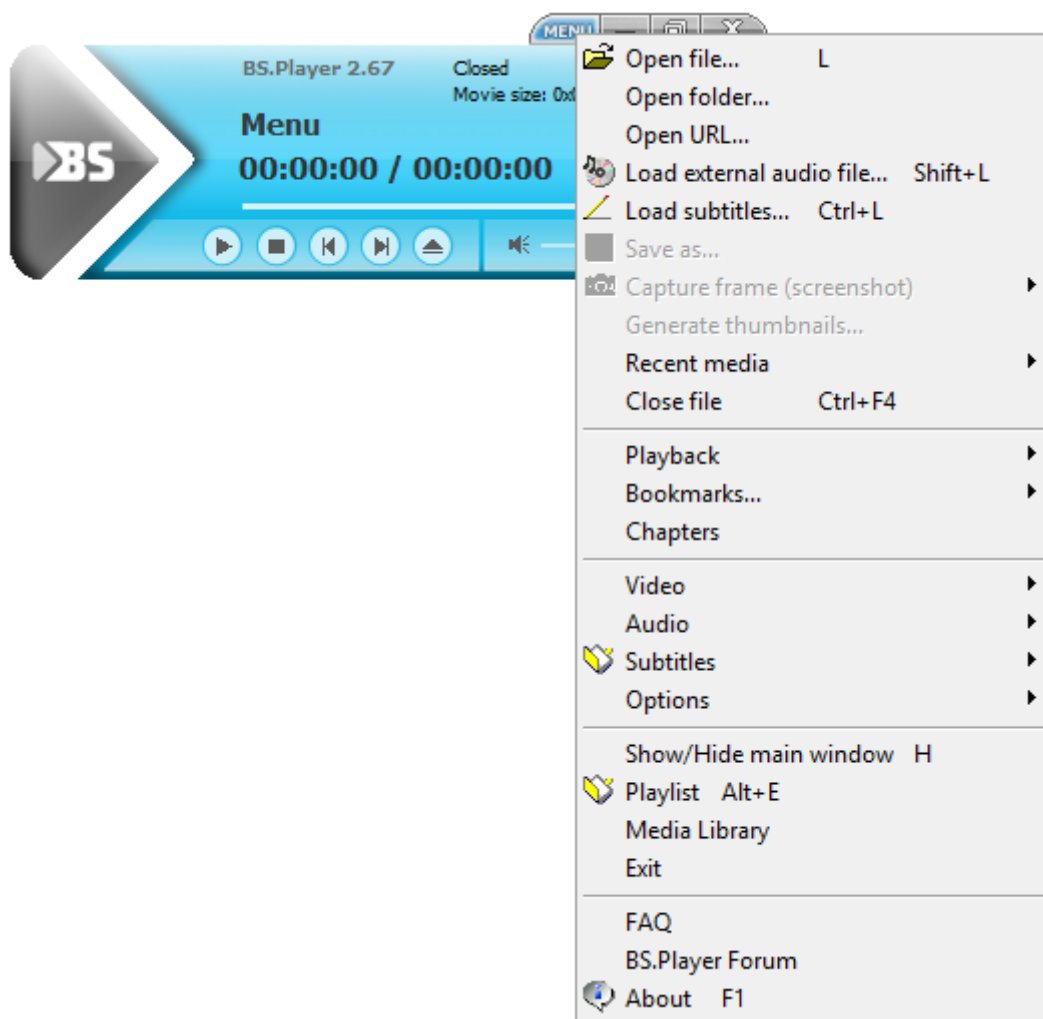 MENU
BS.Player 2.67 Closed
Movie size:
Menu
00:00:00 / 00:00:00
BS
Open file... L
Open folder...
Open URL...
Load external audio file... Shift+L
Load subtitles... Ctrl+L
Save as...
Capture frame (screenshot)
Generate thumbnails...
Recent media
Close file Ctrl+F4
Playback
Bookmarks...
Chapters
Video
Audio
Subtitles
Options
Show/Hide main window H
Playlist Alt+E
Media Library
Exit
FAQ
BS.Player Forum
About F1